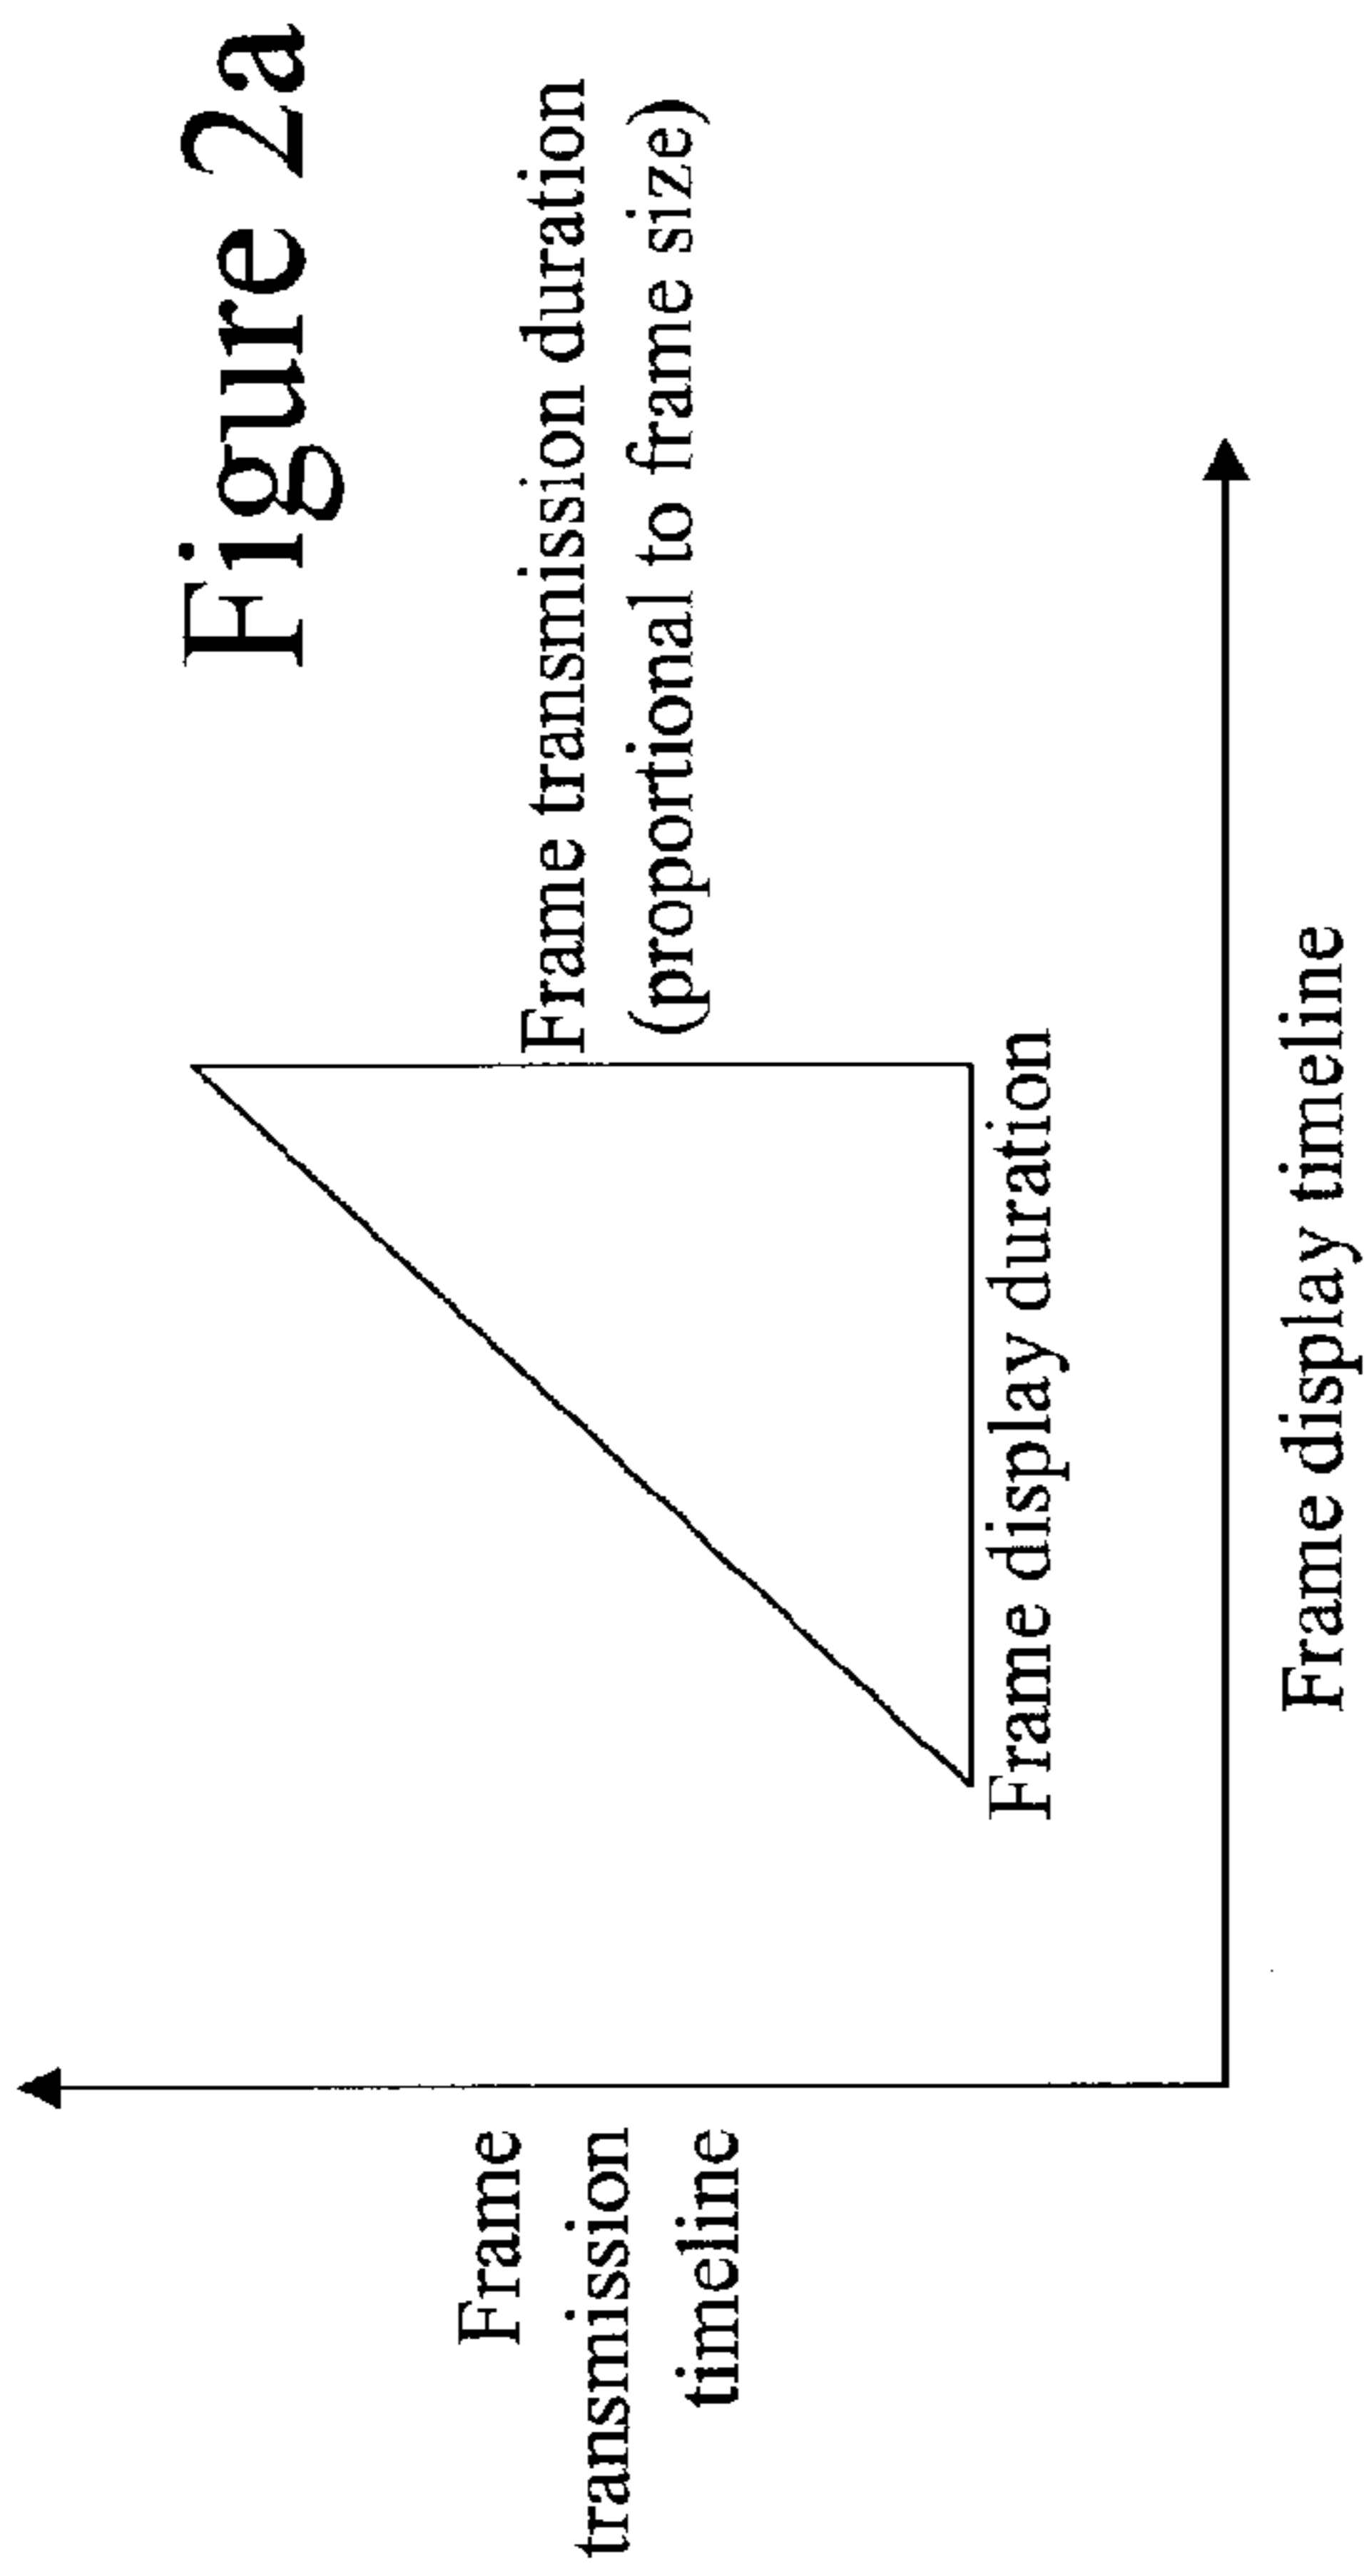 Figure 2a
Frame
transmission
timeline
Frame transmission duration
(proportional to frame size)
Frame display duration
Frame display timeline